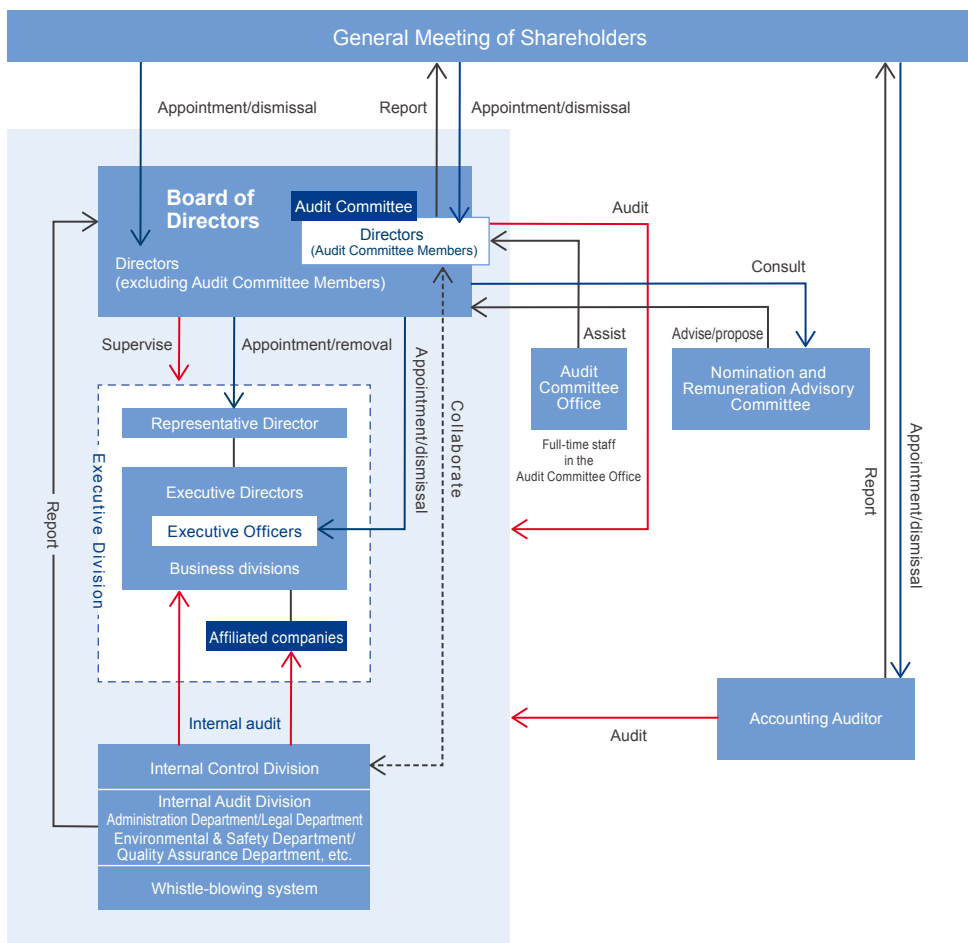 General Meeting of Shareholders
Appointment/dismissal
Report
Appointment/dismissal
Board of
Directors
Audit Committee
Directors
(Audit Committee Members)
Audit
Directors
(excluding Audit Committee Members)
Consult
Supervise
Appointment/removal
Appointment/dismissal
Collaborate
Assist
Advise/propose
Audit
Committee
Office
Nomination and
Remuneration Advisory
Committee
Full-time staff
in the
Audit Committee Office
Representative Director
Executive Division
Executive Directors
Executive Officers
Business divisions
Affiliated companies
Report
Report
Appointment/dismissal
Internal audit
Accounting Auditor
Audit
Internal Control Division
Internal Audit Division
Administration Department/Legal Department
Environmental & Safety Department/
Quality Assurance Department, etc.
Whistle-blowing system